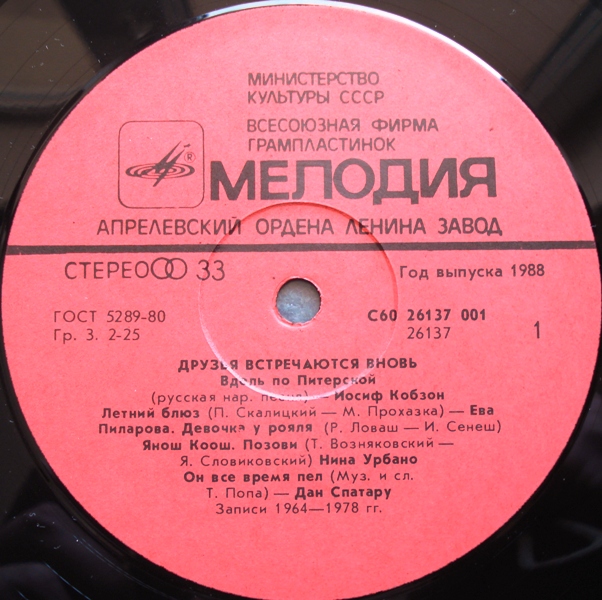 МИНИСТЕРСТВО
КУЛЬТУРЫ СССР
ВСЕСОЮЗНАЯ ФИРМА
ГРАМПЛАСТИНОК
®
МЕЛОДИЯ
АПРЕЛЕВСКИЙ ОРДЕНА ЛЕНИНА ЗАВОД
СТЕРЕО 33
Год выпуска 1988
ГОСТ 5289-80
С60 26137 001
Гр. 3. 2-25
26137
1
ДРУЗЬЯ ВСТРЕЧАЮТСЯ ВНОВЬ
Вдоль по Питерской
(русская нар. песня) — Иосиф Кобзон
Летний блюз (П. Скалицкий — М. Прохазка) — Ева
Пиларова. Девочка у рояля (Р. Ловаш — И. Сенеш)
Янош Коош. Позови (Т. Возняковский —
Я. Словиковский) Нина Урбано
Он все время пел (Муз. и сл.
Т. Попа) — Дан Спатару
Записи 1964—1978 гг.